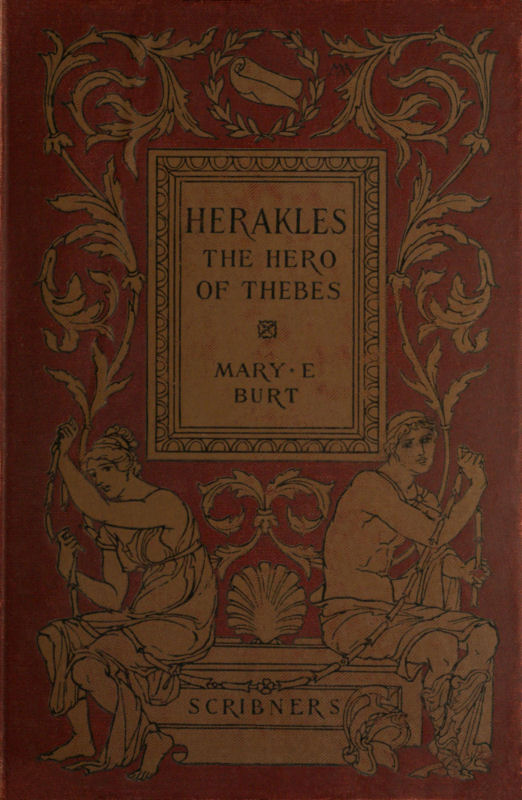 HERAKLES
THE HERO
OF THEBES
MARY · E
BURT
SCRIBNERS